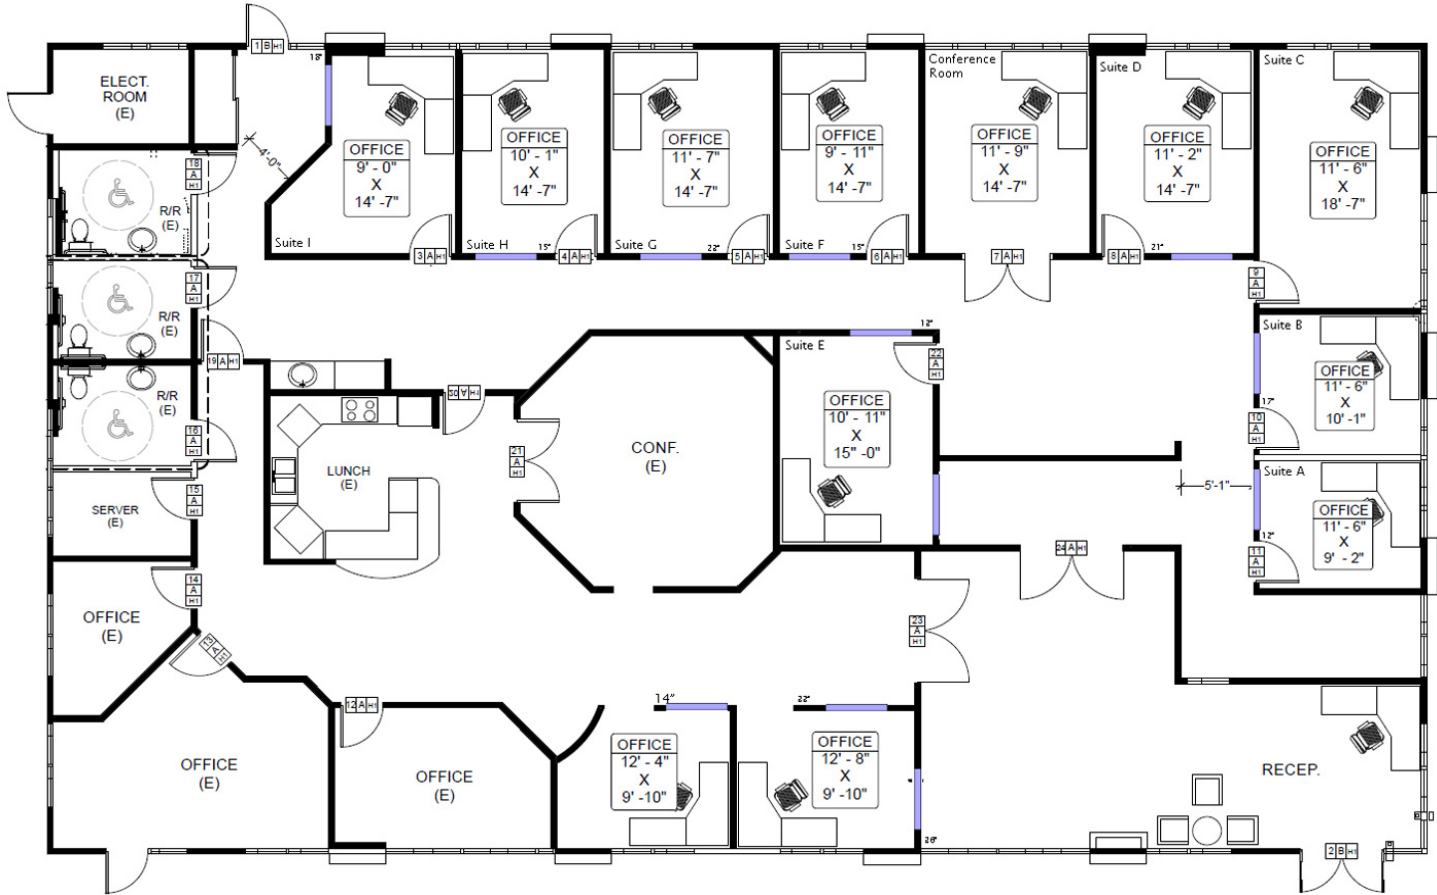 1 B H1
18"
ELECT.
ROOM
(E)
4'-0"
OFFICE
9' - 0"
X
14' -7"
Suite I
3 A H1
OFFICE
10' - 1"
X
14' -7"
Suite H
15"
4 A H1
OFFICE
11' - 7"
X
14' -7"
Suite G
22"
5 A H1
OFFICE
9' - 11"
X
14' -7"
Suite F
15"
6 A H1
Conference
Room
OFFICE
11' - 9"
X
14' -7"
7 A H1
Suite D
OFFICE
11' - 2"
X
14' -7"
8 A H1
21"
Suite C
OFFICE
11' - 6"
X
18' -7"
9
A
H1
18
A
H1
R/R
(E)
17
A
H1
R/R
(E)
19 A H1
R/R
(E)
16
A
H1
SERVER
(E)
15
A
H1
14
A
H1
OFFICE
(E)
13
A
H1
20 A H1
LUNCH
(E)
21
A
H1
CONF.
(E)
Suite E
12"
22
A
H1
OFFICE
10' - 11"
X
15" -0"
Suite B
OFFICE
11' - 6"
X
10' -1"
17"
10
A
H1
5'-1"
Suite A
OFFICE
11' - 6"
X
9' - 2"
12"
11
A
H1
24 A H1
23
A
H1
OFFICE
(E)
12 A H1
OFFICE
(E)
14"
OFFICE
12' - 4"
X
9' -10"
22"
OFFICE
12' - 8"
X
9' -10"
26"
RECEP.
2 B H1